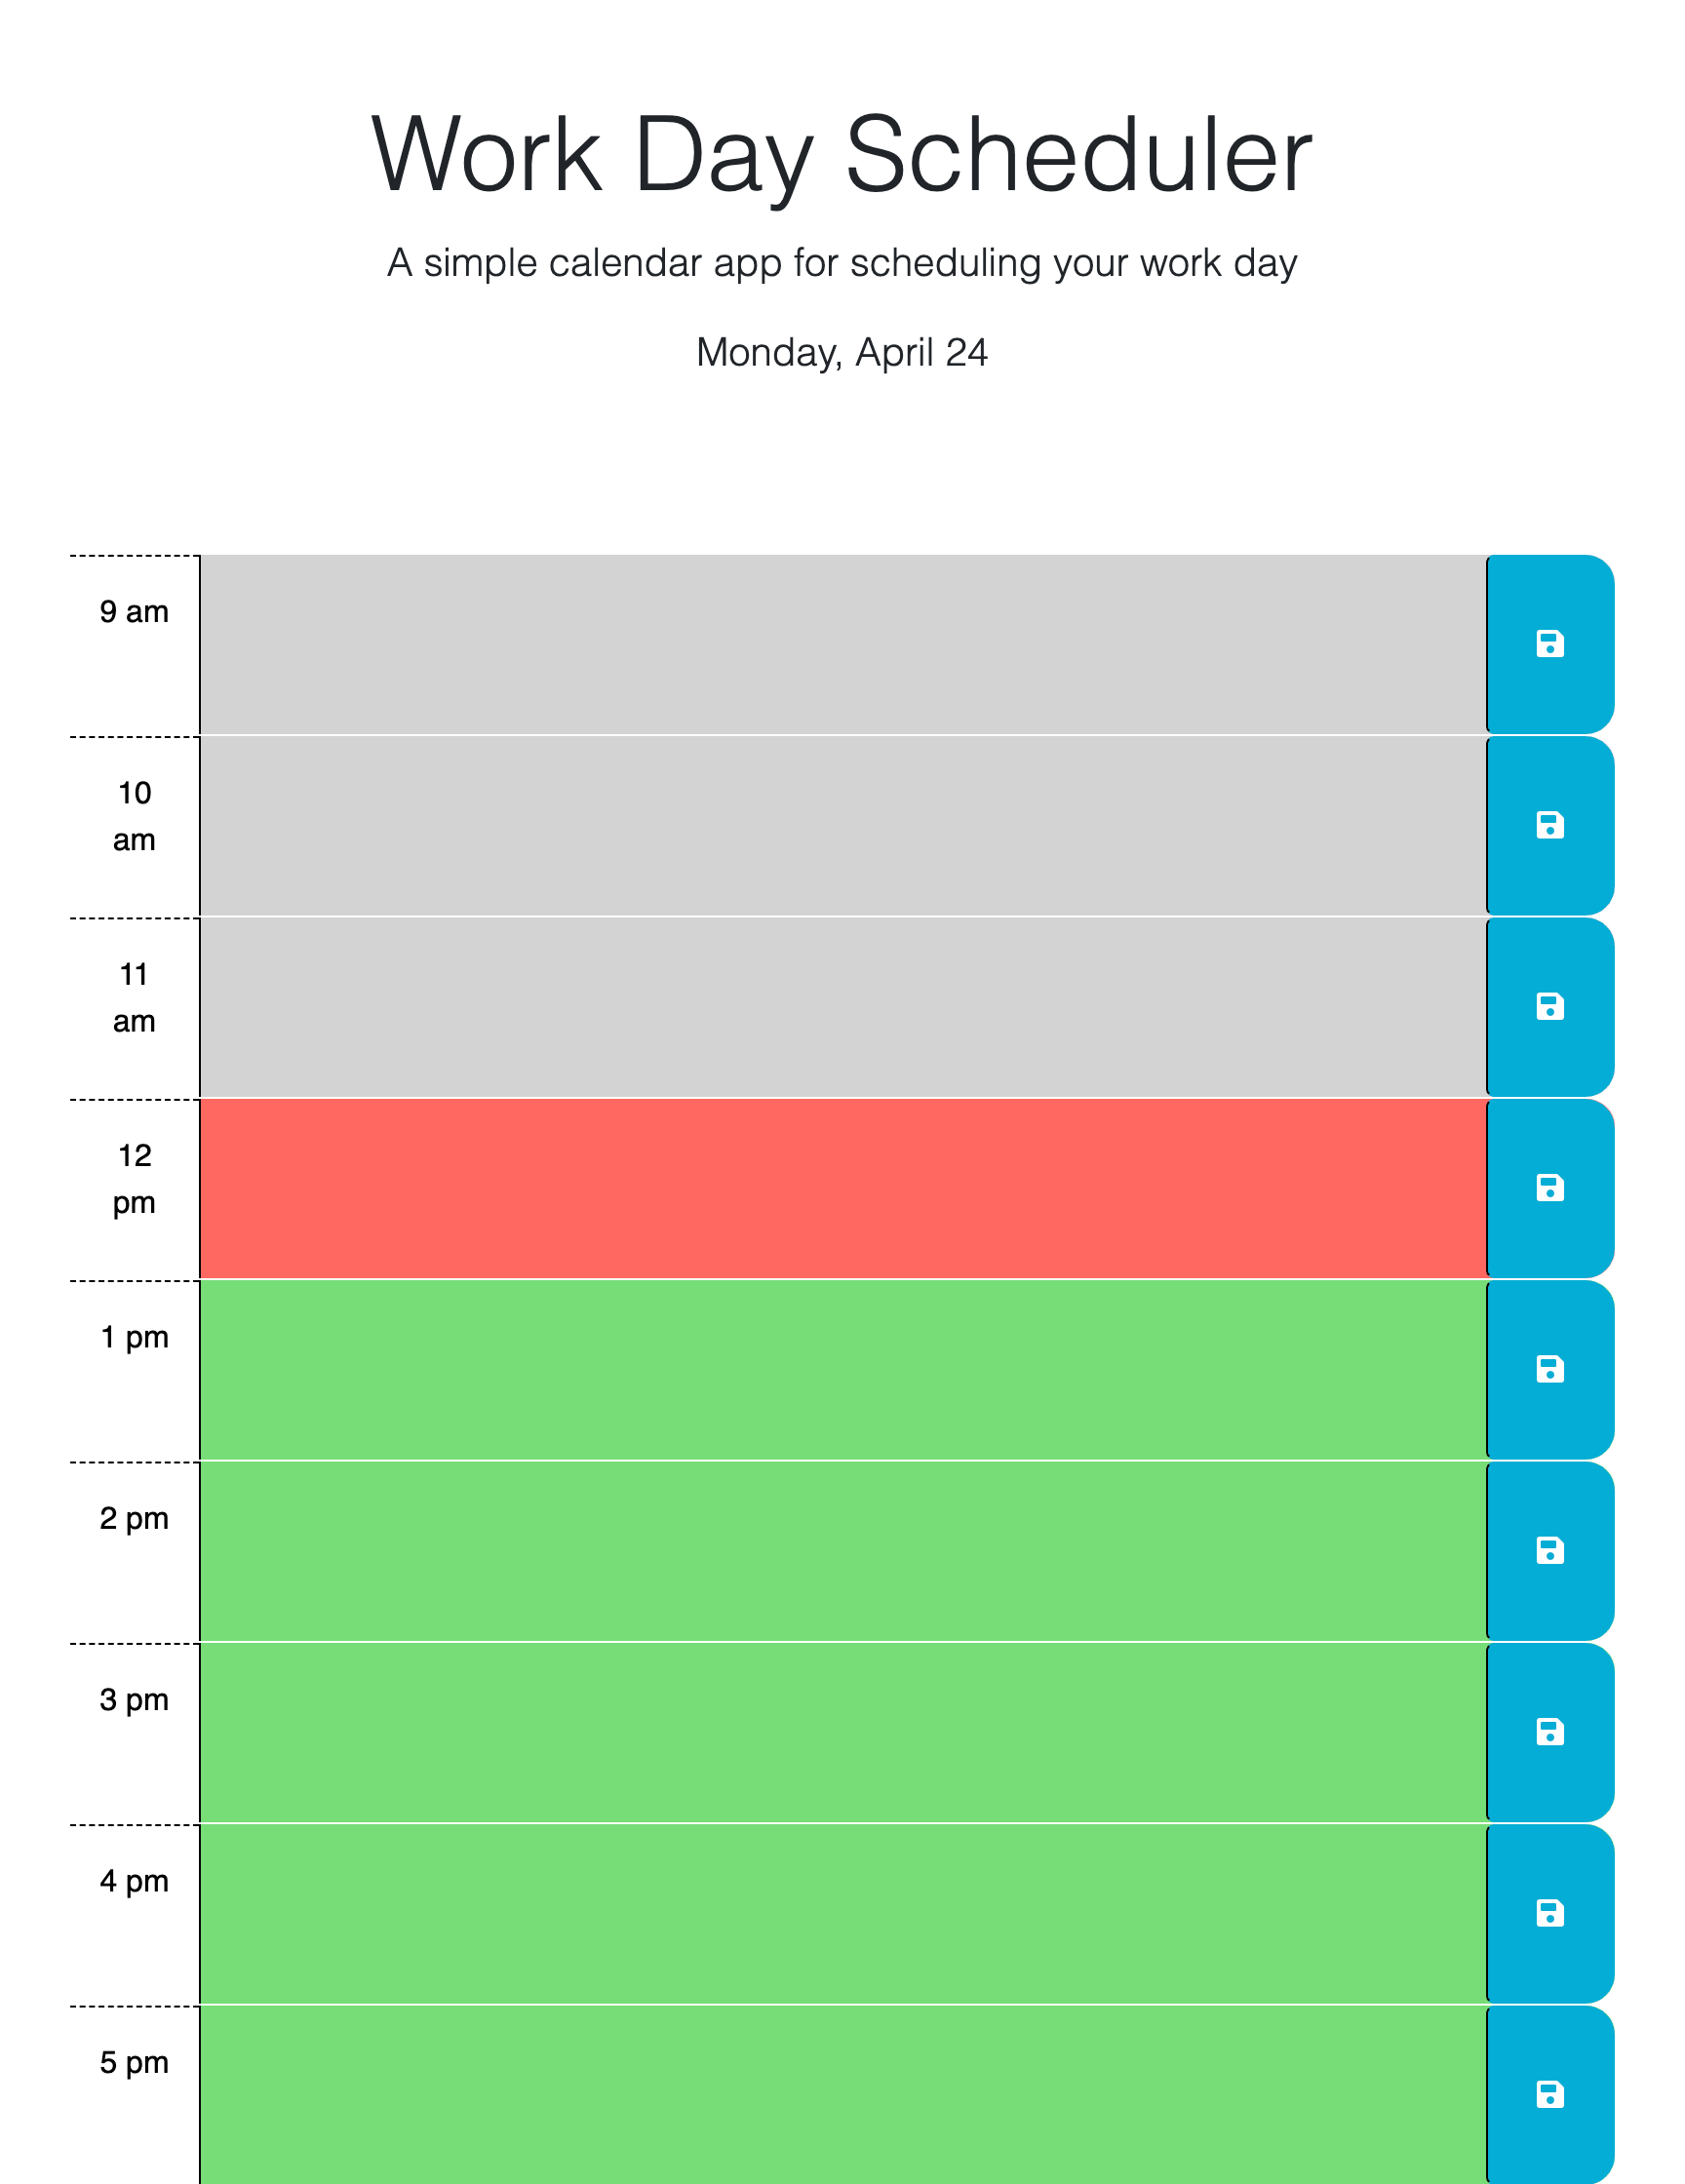 Work Day Scheduler
A simple calendar app for scheduling your work day
Monday, April 24
9 am
10
am
11
am
12
pm
1 pm
2 pm
3 pm
4 pm
5 pm